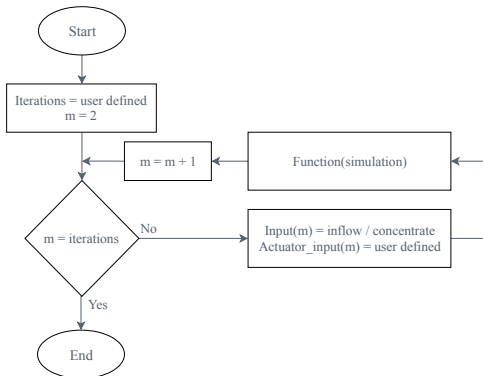 Start
Iterations = user defined
m = 2
m = m + 1
Function(simulation)
m = iterations
No
Input(m) = inflow / concentrate
Actuator_input(m) = user defined
Yes
End